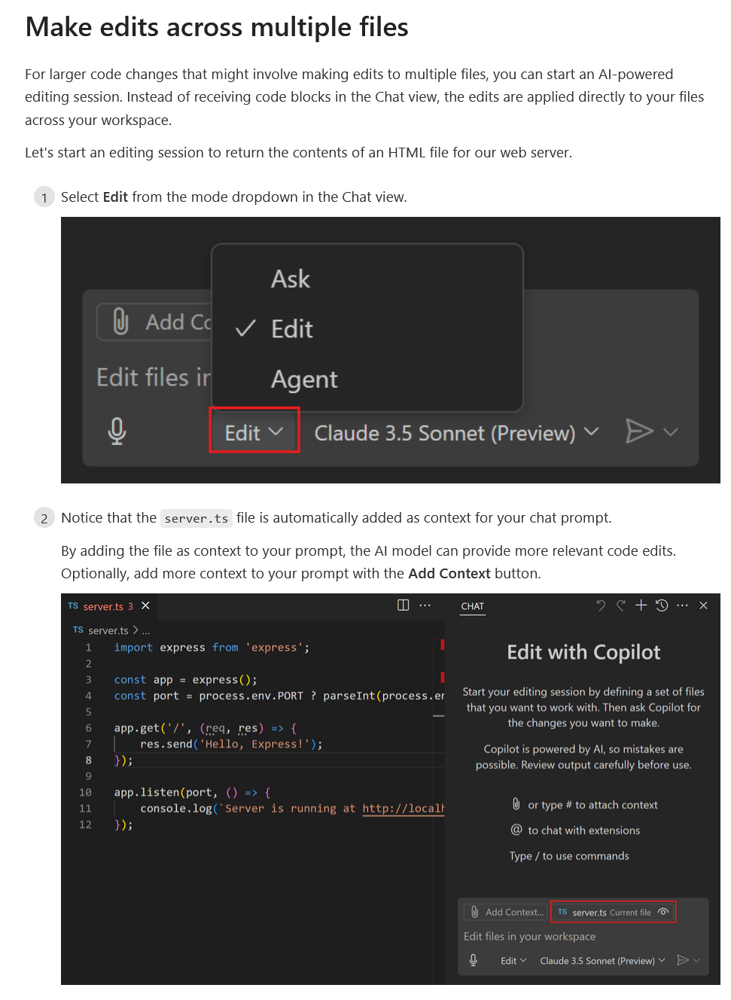 Make edits across multiple files
For larger code changes that might involve making edits to multiple files, you can start an AI-powered
editing session. Instead of receiving code blocks in the Chat view, the edits are applied directly to your files
across your workspace.
Let's start an editing session to return the contents of an HTML file for our web server.
1 Select Edit from the mode dropdown in the Chat view.
Ask
Edit
Agent
Add Co
Edit files in
Edit Claude 3.5 Sonnet (Preview)
2 Notice that the server.ts file is automatically added as context for your chat prompt.
By adding the file as context to your prompt, the AI model can provide more relevant code edits.
Optionally, add more context to your prompt with the Add Context button.
TS server.ts 3
TS server.ts > ...
1 import express from 'express';
2
3 const app = express();
4 const port = process.env.PORT ? parseInt(process.en
5
6 app.get('/', (req, res) => {
7 res.send('Hello, Express!');
8 });
9
10 app.listen(port, () => {
11 console.log(`Server is running at http://localh
12 });
CHAT
Edit with Copilot
Start your editing session by defining a set of files
that you want to work with. Then ask Copilot for
the changes you want to make.
Copilot is powered by AI, so mistakes are
possible. Review output carefully before use.
or type # to attach context
@ to chat with extensions
Type / to use commands
Add Context... TS server.ts Current file
Edit files in your workspace
Edit Claude 3.5 Sonnet (Preview)